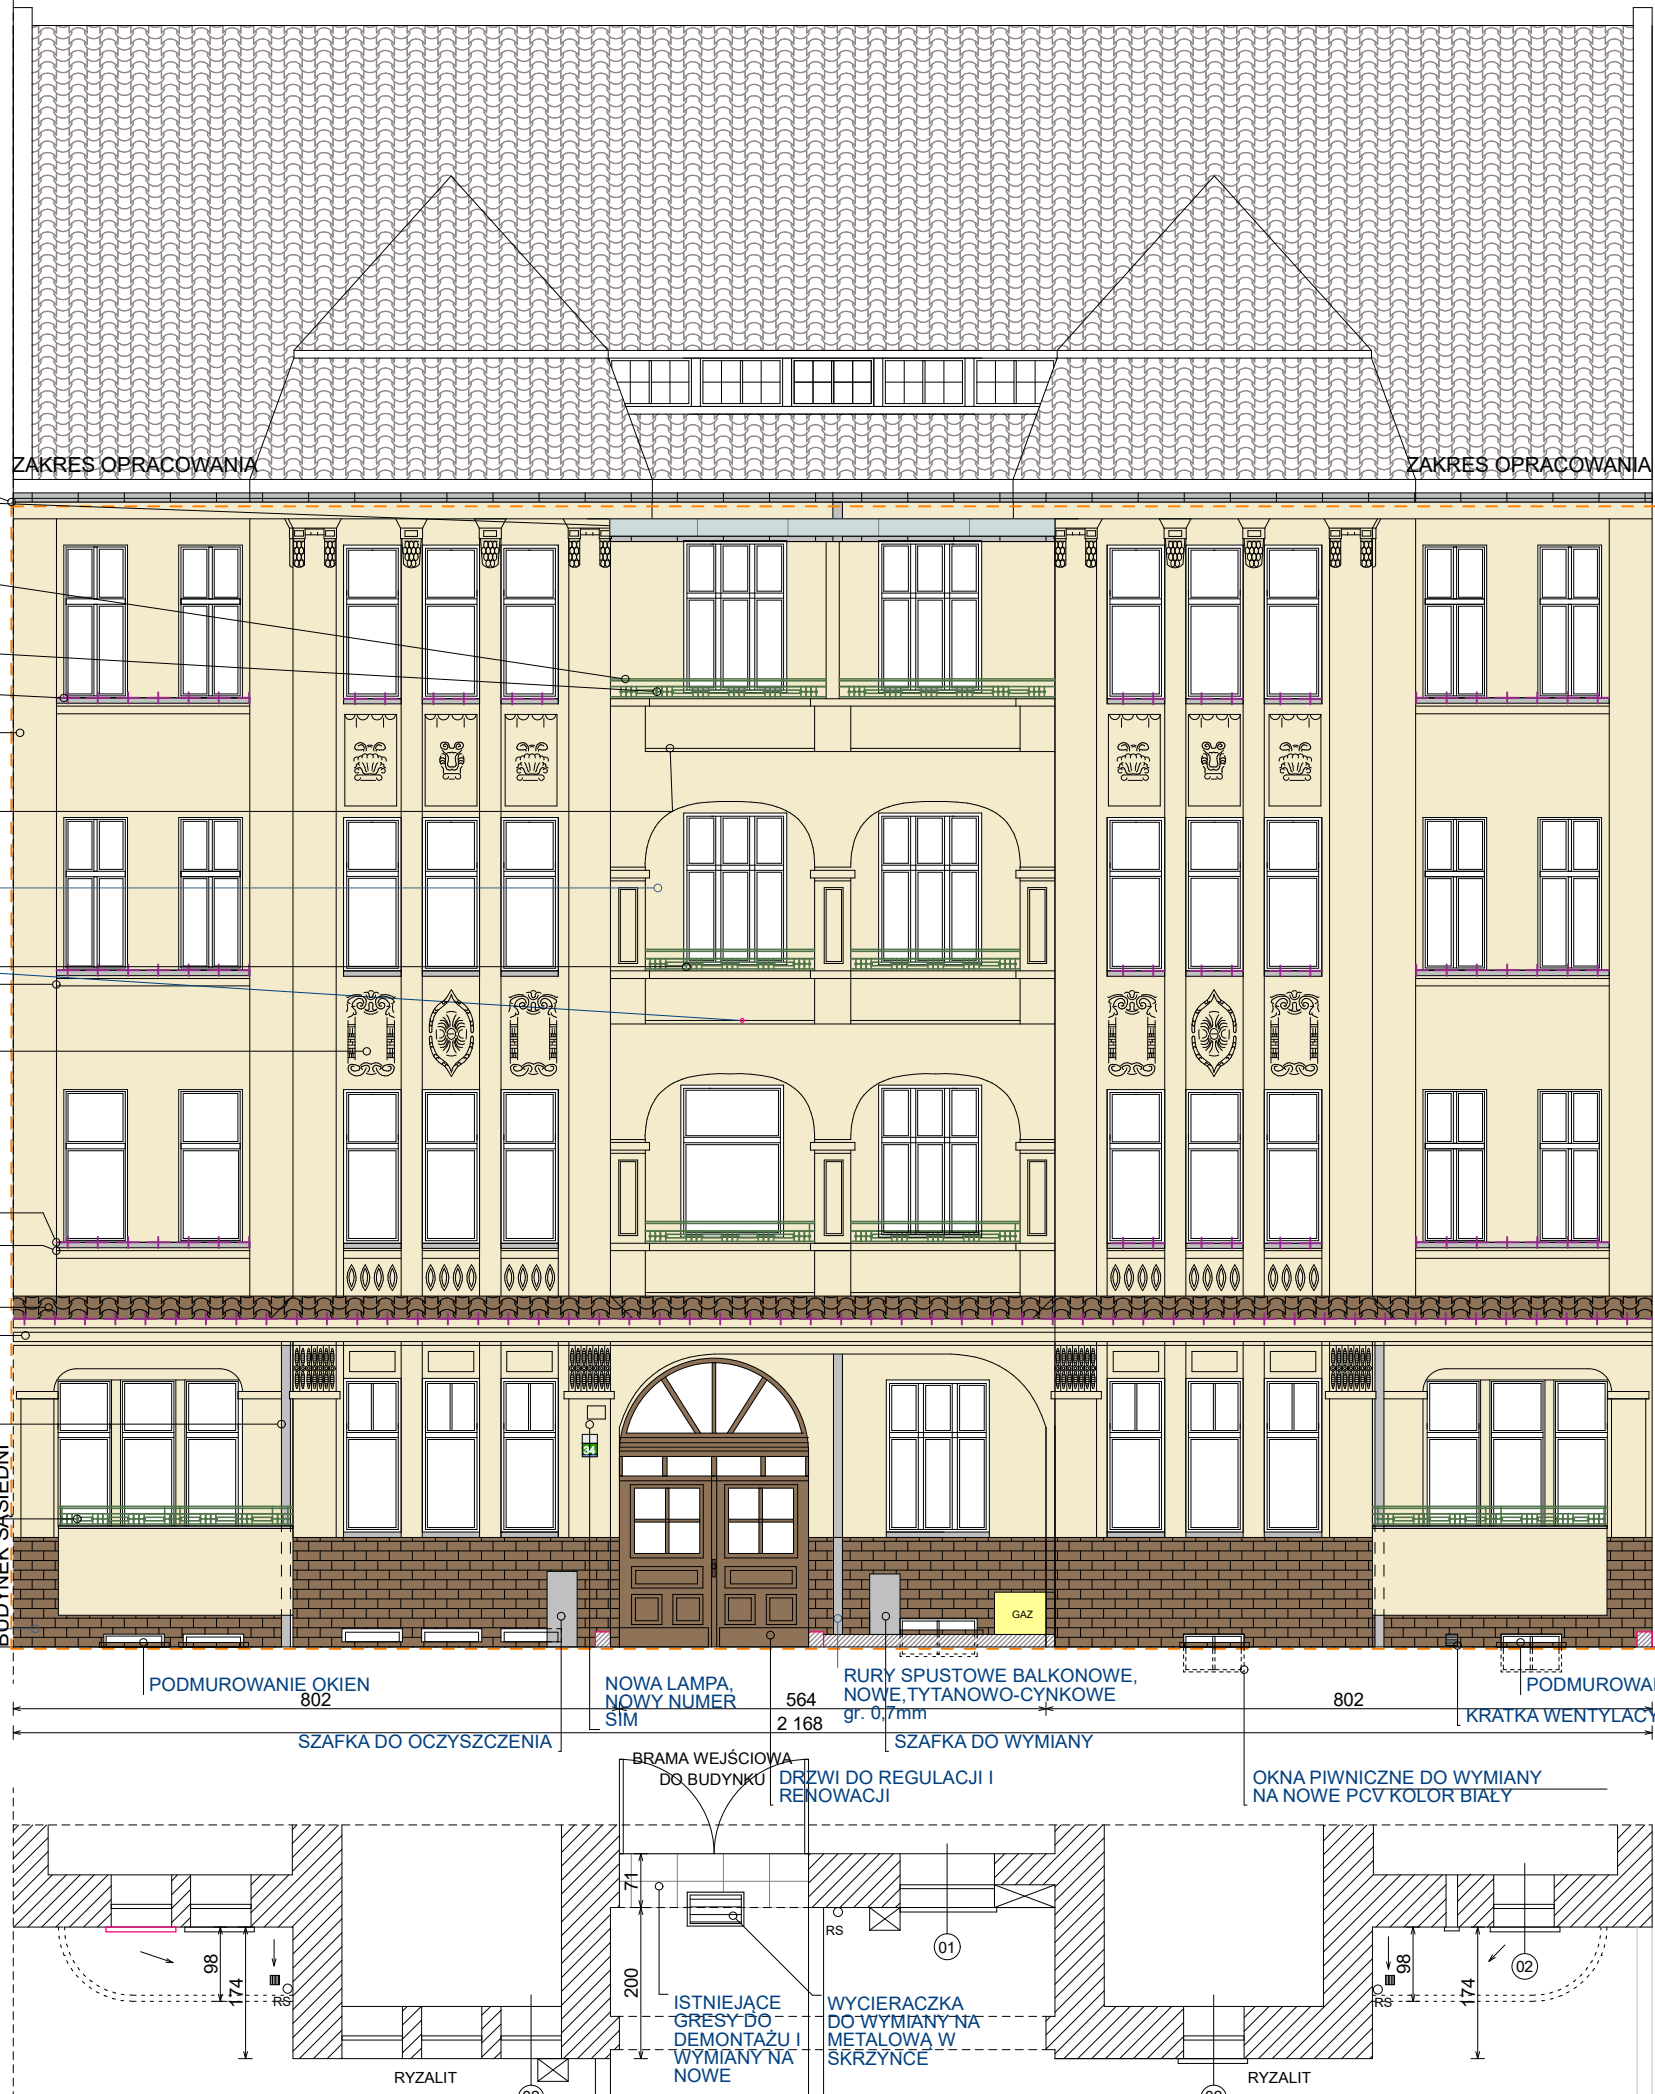 ZAKRES OPRACOWANIA
ZAKRES OPRACOWANIA
34
GAZ
BUDYNEK SĄSIEDNI
PODMUROWANIE OKIEN
NOWA LAMPA,
NOWY NUMER
SIM
RURY SPUSTOWE BALKONOWE,
NOWE,TYTANOWO-CYNKOWE
gr. 0,7mm
802
564
802
2 168
KRATKA WENTYLACY
SZAFKA DO OCZYSZCZENIA
SZAFKA DO WYMIANY
BRAMA WEJŚCIOWA
DO BUDYNKU
DRZWI DO REGULACJI I
RENOWACJI
OKNA PIWNICZNE DO WYMIANY
NA NOWE PCV KOLOR BIAŁY
71
RS
01
02
98
174
RS
200
98
174
RS
ISTNIEJĄCE
GRESY DO
DEMONTAŻU I
WYMIANY NA
NOWE
WYCIERACZKA
DO WYMIANY NA
METALOWĄ W
SKRZYNCE
RYZALIT
RYZALIT